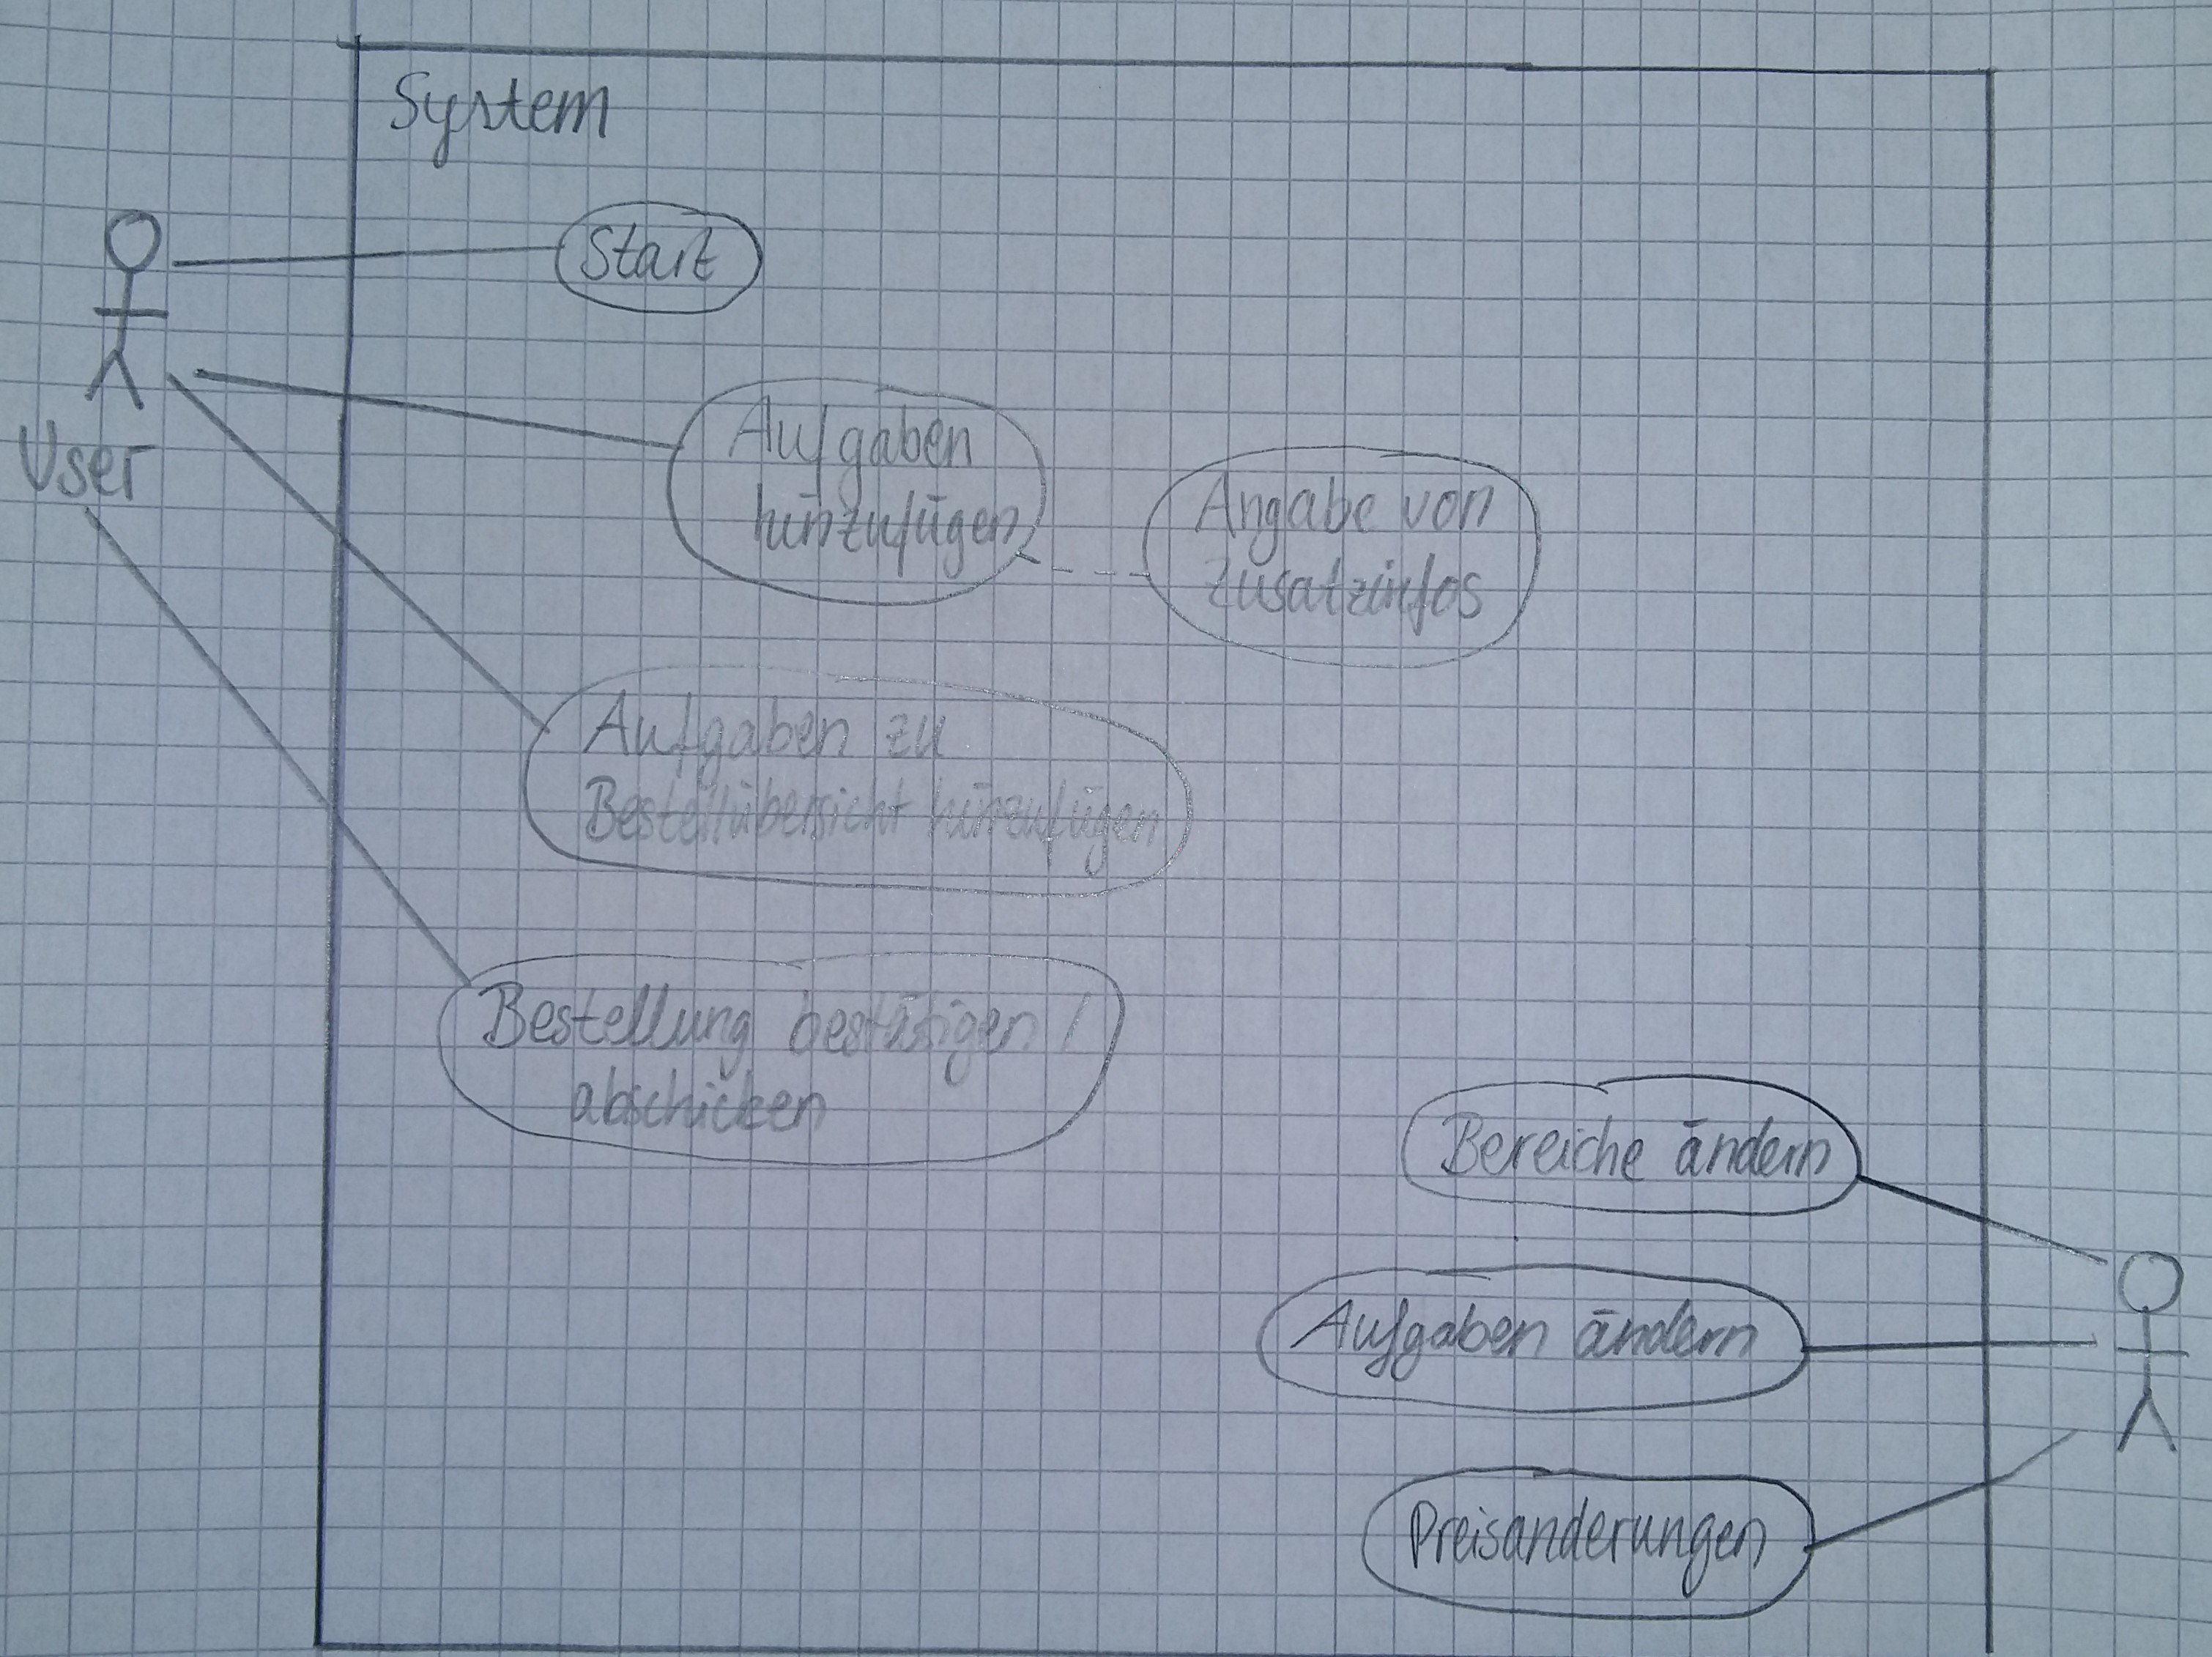 System
Start
User
Aufgaben
hinzufügen
Angabe von
Zusatzinfos
Aufgaben zu
Bestellübersicht hinzufügen
Bestellung bestätigen /
abschicken
Bereiche ändern
Aufgaben ändern
Preisanderungen